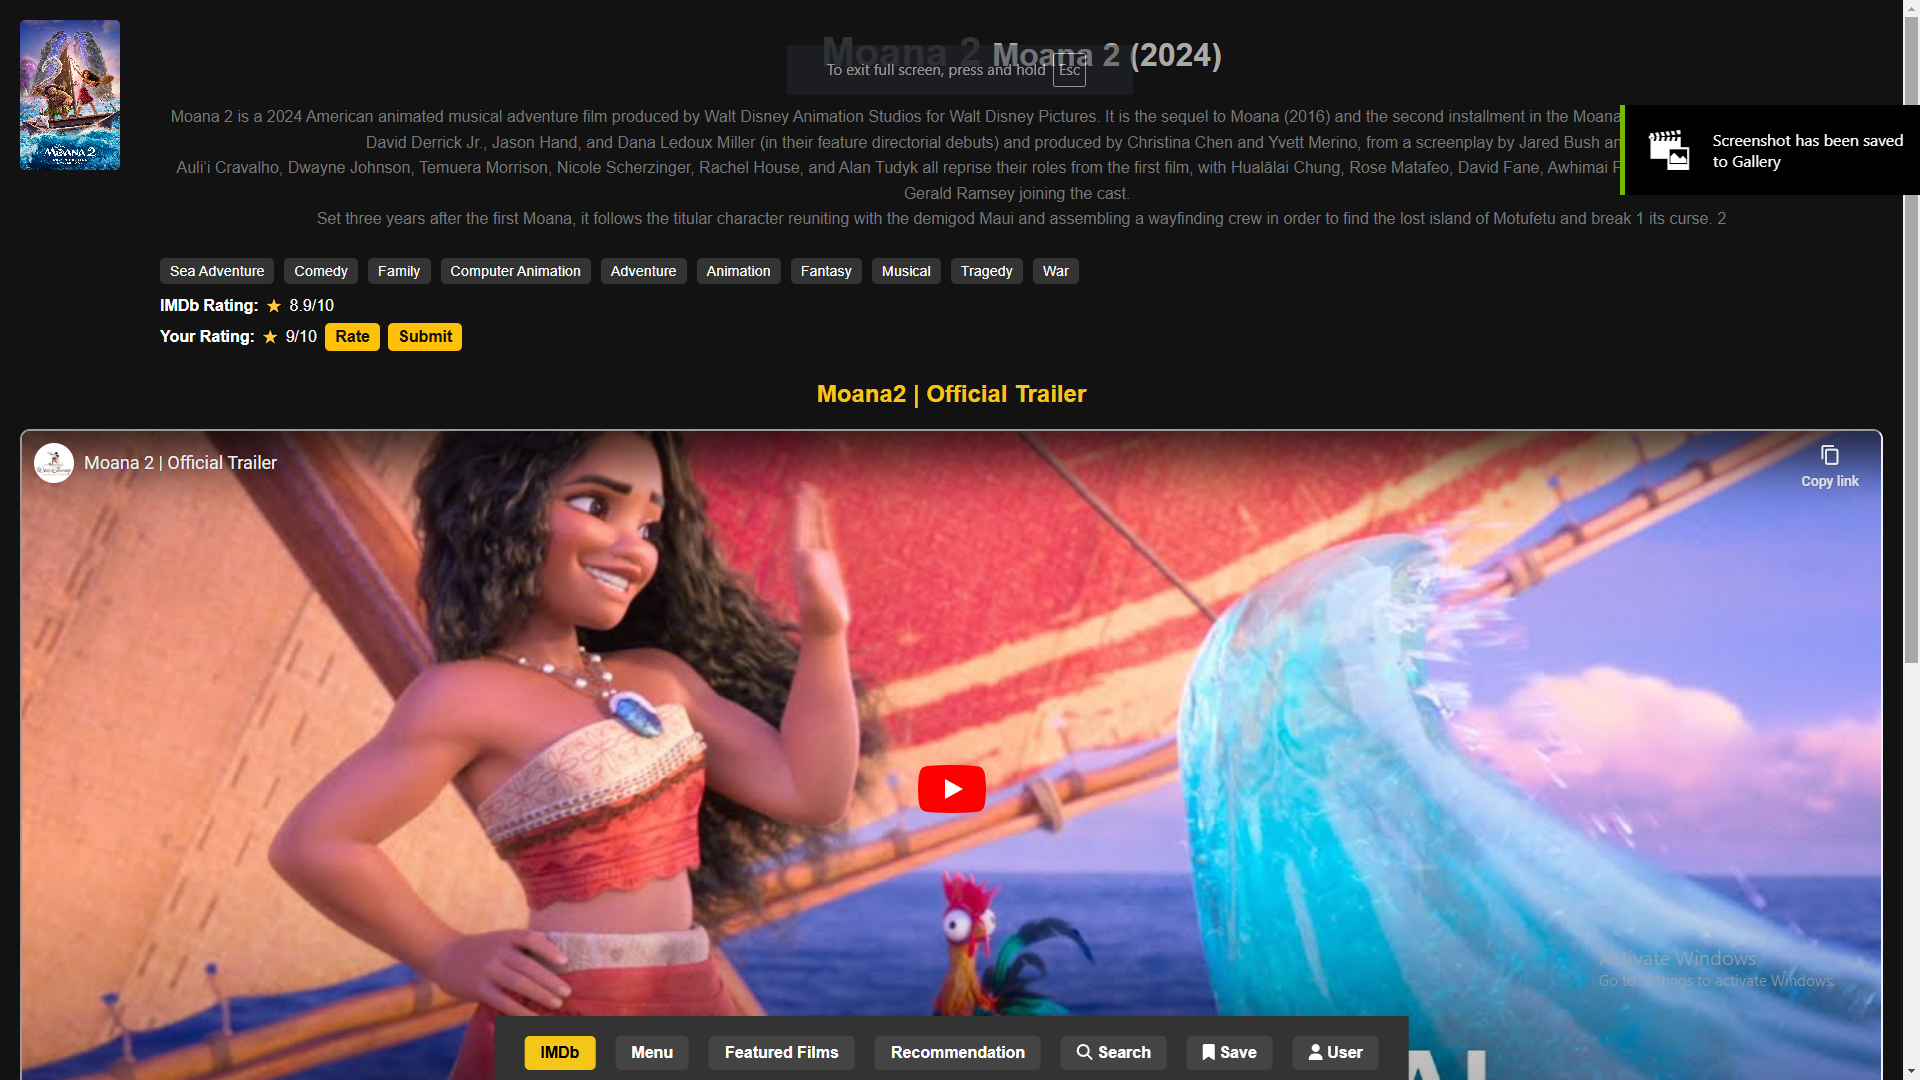 Moana 2 Moana 2 (2024)
To exit full screen, press and hold Esc
Moana 2 is a 2024 American animated musical adventure film produced by Walt Disney Animation Studios for Walt Disney Pictures. It is the sequel to Moana (2016) and the second installment in the Moana
David Derrick Jr., Jason Hand, and Dana Ledoux Miller (in their feature directorial debuts) and produced by Christina Chen and Yvett Merino, from a screenplay by Jared Bush
Auliʻi Cravalho, Dwayne Johnson, Temuera Morrison, Nicole Scherzinger, Rachel House, and Alan Tudyk all reprise their roles from the first film, with Hualālai Chung, Rose Matafeo, David Fane, Awhimai
Gerald Ramsey joining the cast.
Set three years after the first Moana, it follows the titular character reuniting with the demigod Maui and assembling a wayfinding crew in order to find the lost island of Motufetu and break 1 its curse. 2
Screenshot has been saved
to Gallery
MOANA 2
Sea Adventure Comedy Family Computer Animation Adventure Animation Fantasy Musical Tragedy War
IMDb Rating: ★ 8.9/10
Your Rating: ★ 9/10 Rate Submit
Moana2 | Official Trailer
Moana 2 | Official Trailer
Copy link
Activate Windows
Go to Settings to activate Windows.
IMDb Menu Featured Films Recommendation Search Save User